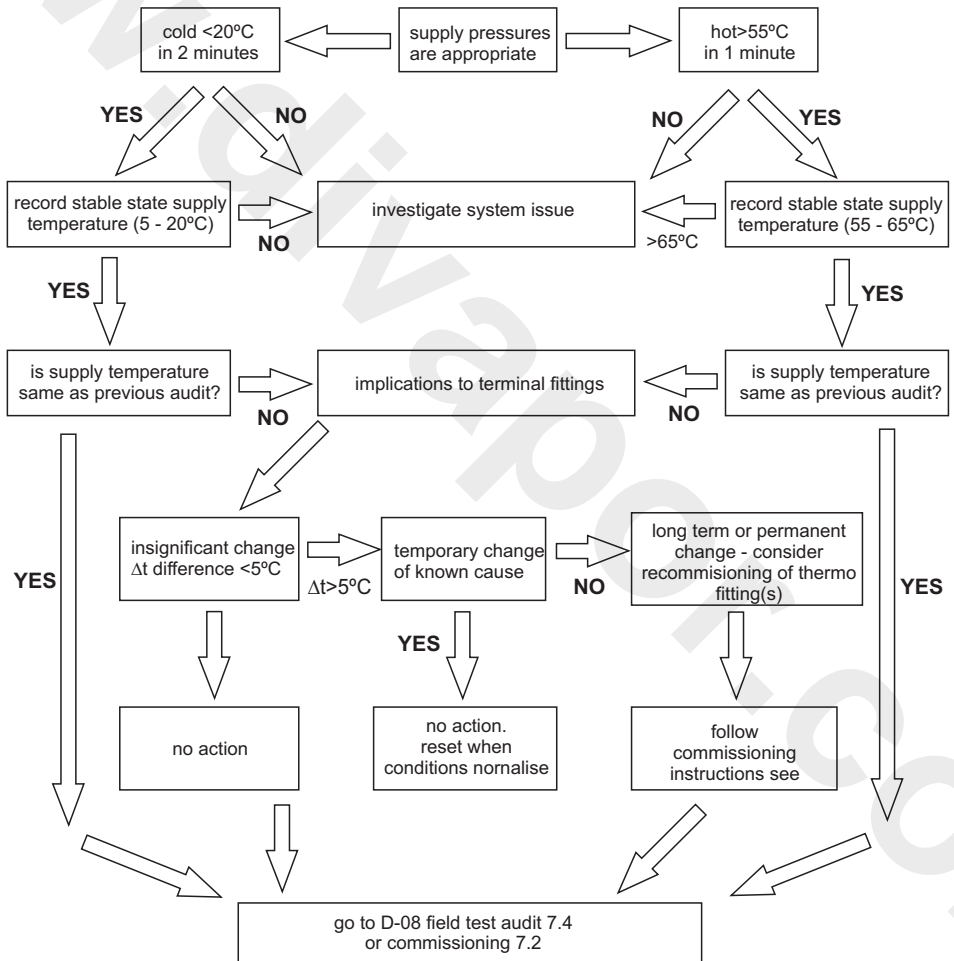 cold <20ºC
in 2 minutes
supply pressures
are appropriate
hot>55ºC
in 1 minute
YES
NO
NO
YES
record stable state supply
temperature (5 - 20ºC)
NO
investigate system issue
>65ºC
record stable state supply
temperature (55 - 65ºC)
YES
YES
is supply temperature
same as previous audit?
NO
implications to terminal fittings
NO
is supply temperature
same as previous audit?
YES
insignificant change
Δt difference <5ºC
Δt>5ºC
temporary change
of known cause
NO
long term or permanent
change - consider
recommisioning of thermo
fitting(s)
YES
YES
no action
no action.
reset when
conditions nornalise
follow
commissioning
instructions see
go to D-08 field test audit 7.4
or commissioning 7.2
w.divapor.co